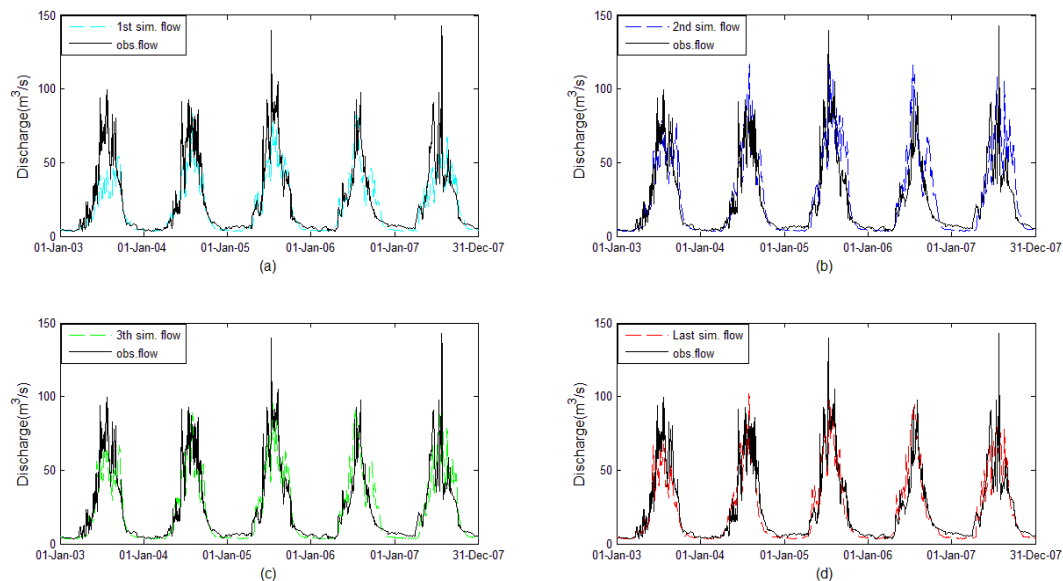 150
1st sim. flow
obs.flow
100
50
0
Discharge(m³/s)
01-Jan-03 01-Jan-04 01-Jan-05 01-Jan-06 01-Jan-07 31-Dec-07
(a)
150
2nd sim. flow
obs.flow
100
50
0
Discharge(m³/s)
01-Jan-03 01-Jan-04 01-Jan-05 01-Jan-06 01-Jan-07 31-Dec-07
(b)
150
3th sim. flow
obs.flow
100
50
0
Discharge(m³/s)
01-Jan-03 01-Jan-04 01-Jan-05 01-Jan-06 01-Jan-07 31-Dec-07
(c)
150
Last sim. flow
obs.flow
100
50
0
Discharge(m³/s)
01-Jan-03 01-Jan-04 01-Jan-05 01-Jan-06 01-Jan-07 31-Dec-07
(d)